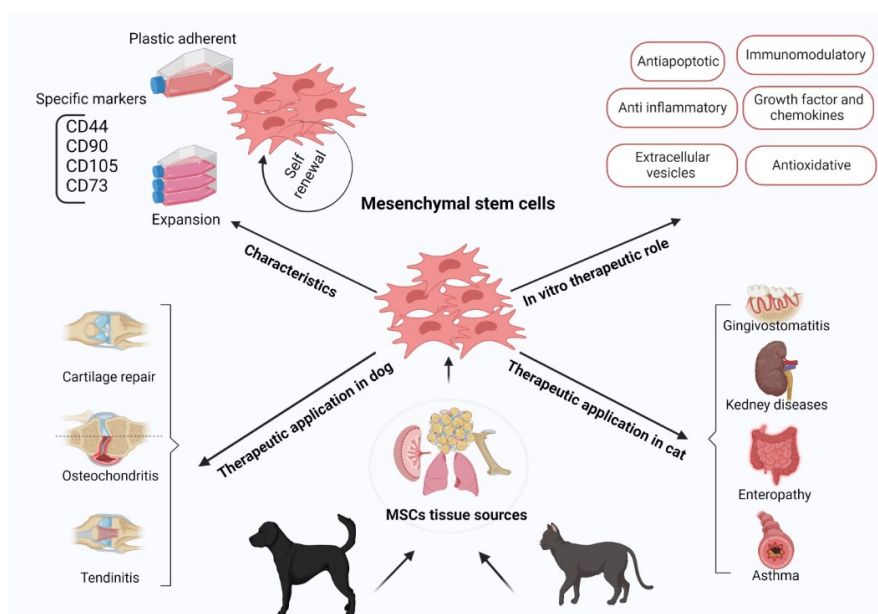 Plastic adherent
Specific markers
CD44
CD90
CD105
CD73
Expansion
Self
renewal
Mesenchymal stem cells
Antiapoptotic
Immunomodulatory
Anti inflammatory
Growth factor and
chemokines
Extracellular
vesicles
Antioxidative
Characteristics
In vitro therapeutic role
Therapeutic application in dog
Therapeutic application in cat
Cartilage repair
Osteochondritis
Tendinitis
Gingivostomatitis
Kedney diseases
Enteropathy
Asthma
MSCs tissue sources